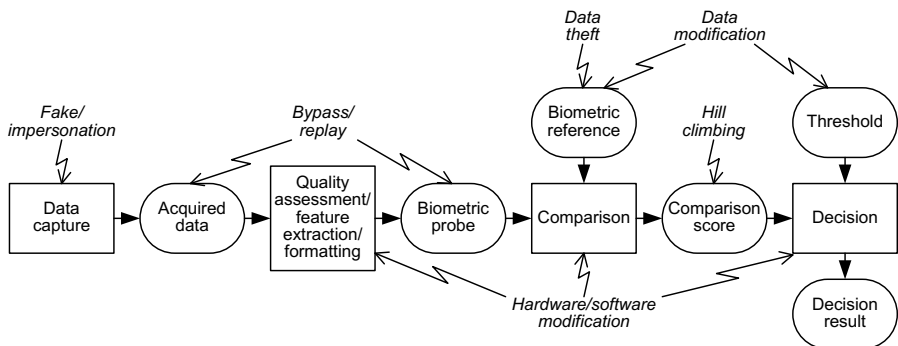 Data
theft
Data
modification
Fake/
impersonation
Bypass/
replay
Biometric
reference
Hill
climbing
Threshold
Data
capture
Acquired
data
Quality
assessment/
feature
extraction/
formatting
Biometric
probe
Comparison
Comparison
score
Decision
Hardware/software
modification
Decision
result